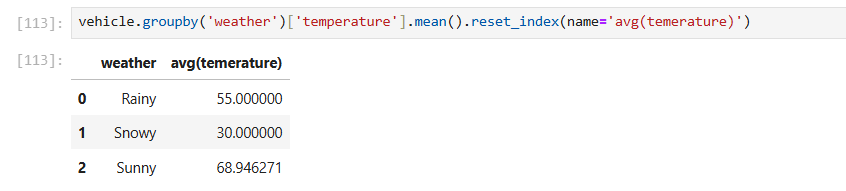 [113]: vehicle.groupby('weather')['temperature'].mean().reset_index(name='avg(temerature)')
[113]:
weather avg(temerature)
0 Rainy 55.000000
1 Snowy 30.000000
2 Sunny 68.946271